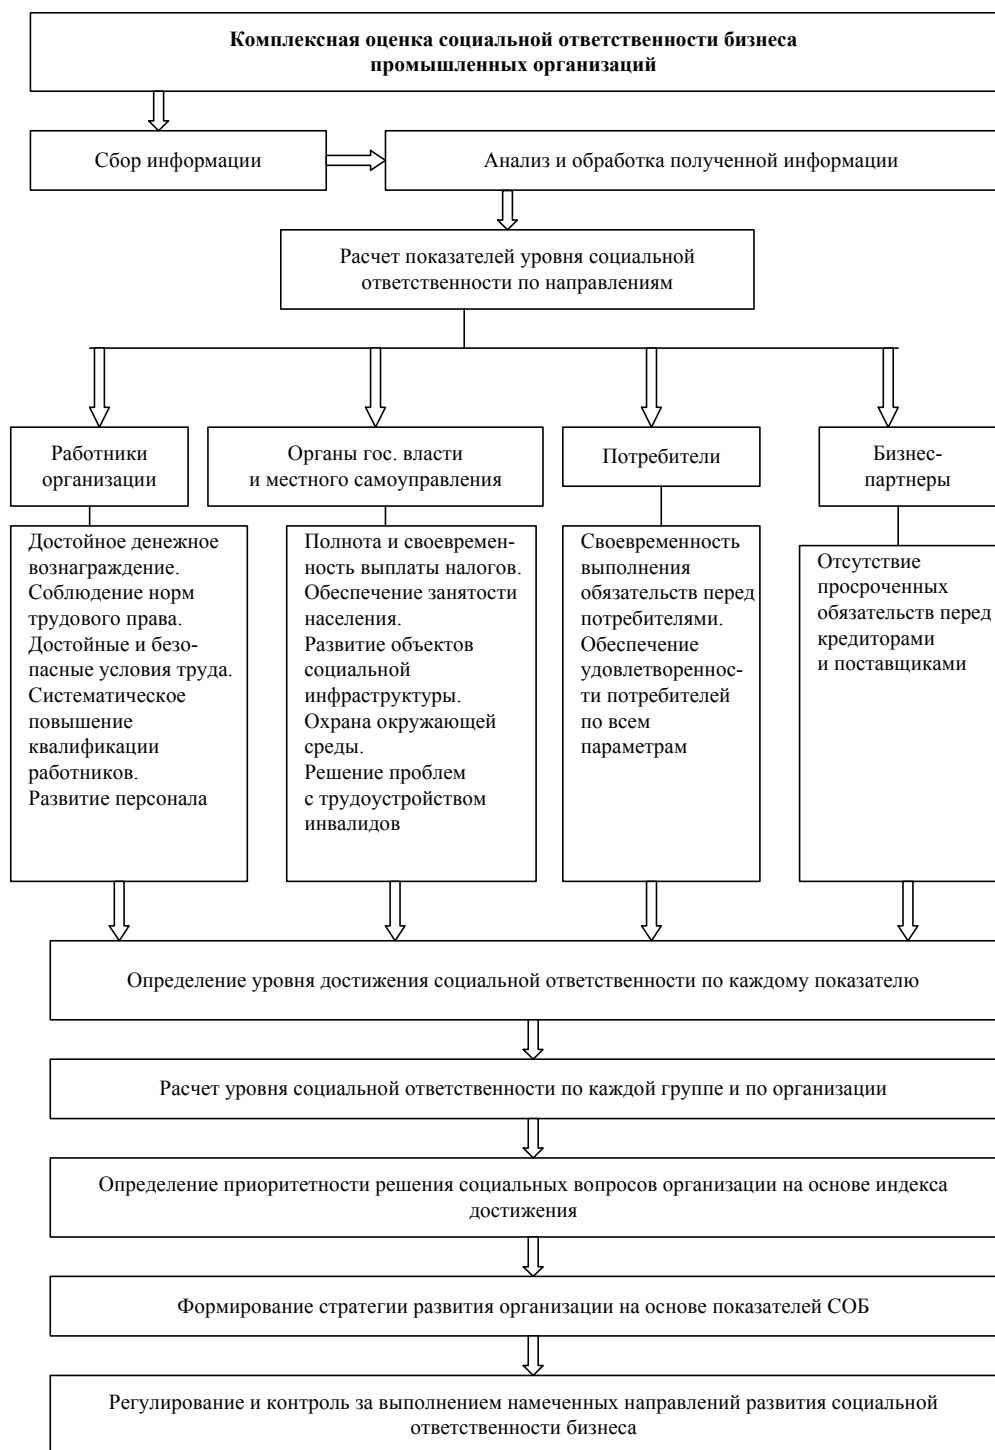 Комплексная оценка социальной ответственности бизнеса
промышленных организаций
Сбор информации
Анализ и обработка полученной информации
Расчет показателей уровня социальной
ответственности по направлениям
Работники
организации
Органы гос. власти
и местного самоуправления
Потребители
Бизнес-
партнеры
Достойное денежное
вознаграждение.
Соблюдение норм
трудового права.
Достойные и безо-
пасные условия труда.
Систематическое
повышение
квалификации
работников.
Развитие персонала
Полнота и своевремен-
ность выплаты налогов.
Обеспечение занятости
населения.
Развитие объектов
социальной
инфраструктуры.
Охрана окружающей
среды.
Решение проблем
с трудоустройством
инвалидов
Своевременность
выполнения
обязательств перед
потребителями.
Обеспечение
удовлетвореннос-
ти потребителей
по всем
параметрам
Отсутствие
просроченных
обязательств перед
кредиторами
и поставщиками
Определение уровня достижения социальной ответственности по каждому показателю
Расчет уровня социальной ответственности по каждой группе и по организации
Определение приоритетности решения социальных вопросов организации на основе индекса
достижения
Формирование стратегии развития организации на основе показателей СОБ
Регулирование и контроль за выполнением намеченных направлений развития социальной
ответственности бизнеса